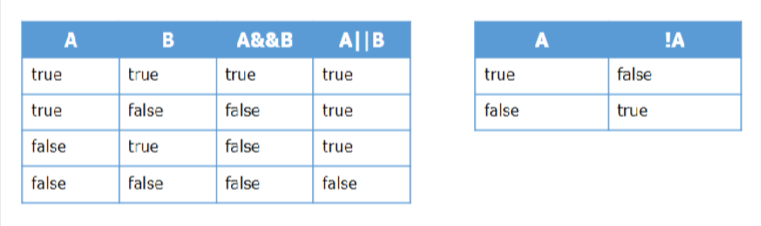 A B A&&B A||B
true true true true
true false false true
false true false true
false false false false
A !A
true false
false true